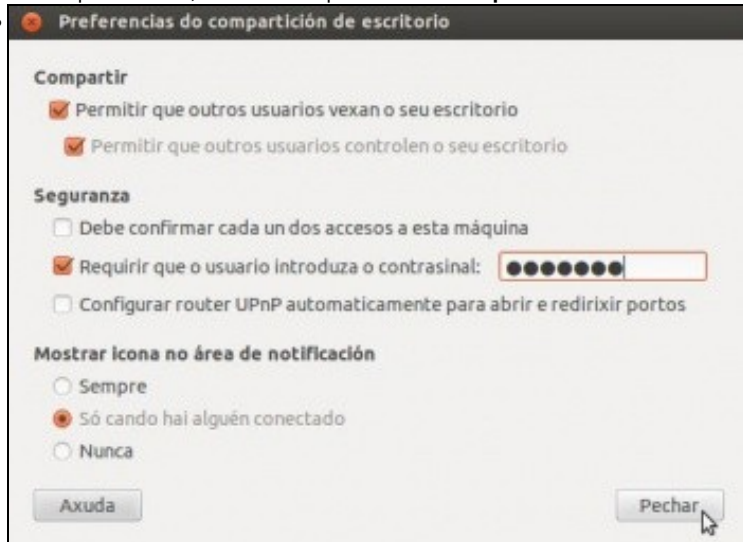 Preferencias do compartición de escritorio
Compartir
Permitir que outros usuarios vexan o seu escritorio
Permitir que outros usuarios controlen o seu escritorio
Seguranza
Debe confirmar cada un dos accesos a esta máquina
Requirir que o usuario introduza o contrasinal: ●●●●●●●
Configurar router UPnP automaticamente para abrir e redirixir portos
Mostrar icona no área de notificación
Sempre
Só cando hai alguén conectado
Nunca
Axuda Pechar